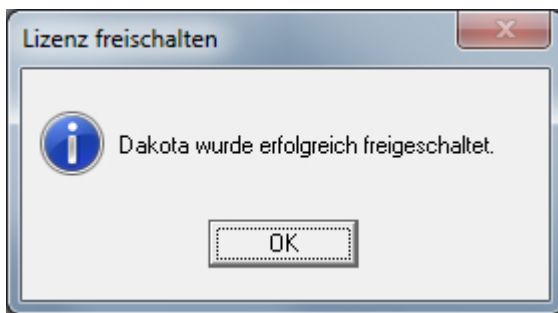 Lizenz freischalten
Dakota wurde erfolgreich freigeschaltet.
OK